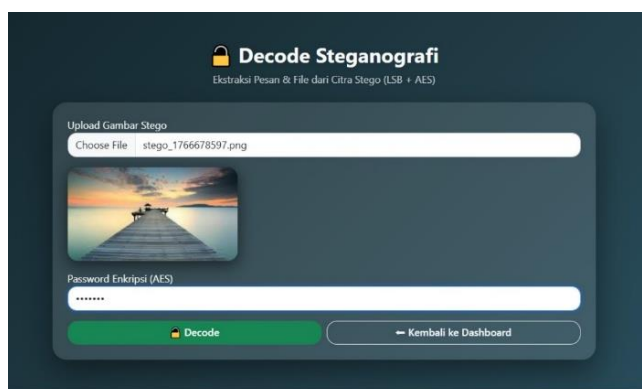 🔓 Decode Steganografi
Ekstraksi Pesan & File dari Citra Stego (LSB + AES)
Upload Gambar Stego
Choose File stego_1766678597.png
Password Enkripsi (AES)
•••••••
🔓 Decode
⬅ Kembali ke Dashboard